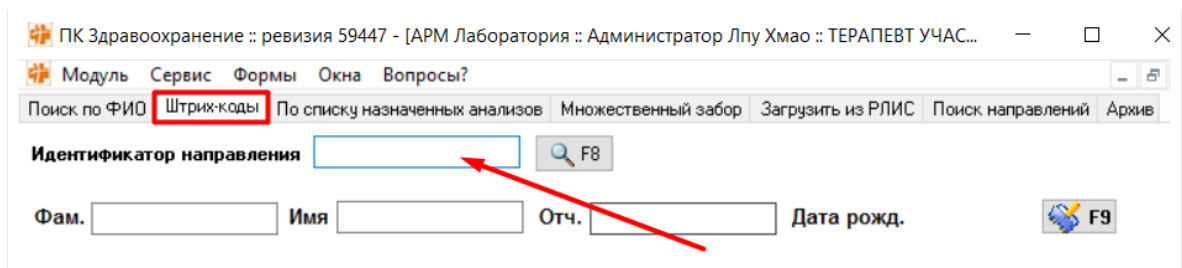 ПК Здравоохранение :: ревизия 59447 - [АРМ Лаборатория :: Администратор Лпу Хмао :: ТЕРАПЕВТ УЧАС...
Модуль Сервис Формы Окна Вопросы?
Поиск по ФИО Штрих-коды По списку назначенных анализов Множественный забор Загрузить из РЛИС Поиск направлений Архив
Идентификатор направления F8
Фам. Имя Отч. Дата рожд. F9